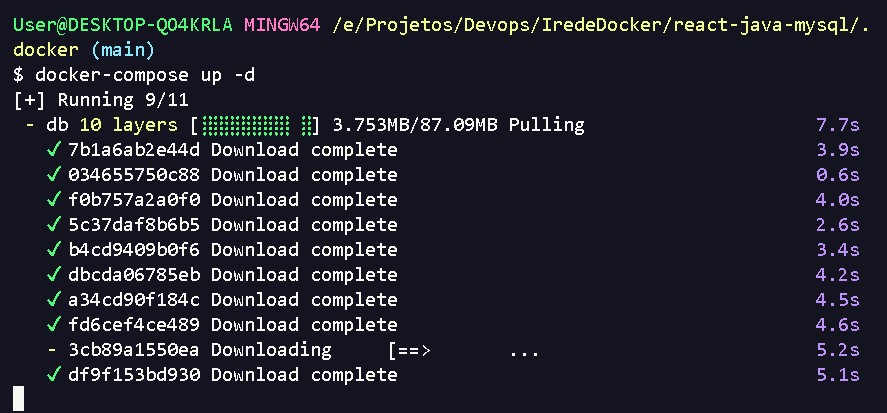 User@DESKTOP-QO4KRLA MINGW64 /e/Projetos/Devops/IredeDocker/react-java-mysql/.
docker (main)
$ docker-compose up -d
[+] Running 9/11
- db 10 layers [⣿⣿⣿⣿⣿⣿⣿⣿ ⣿] 3.753MB/87.09MB Pulling 7.7s
✓ 7b1a6ab2e44d Download complete 3.9s
✓ 034655750c88 Download complete 0.6s
✓ f0b757a2a0f0 Download complete 4.0s
✓ 5c37daf8b6b5 Download complete 2.6s
✓ b4cd9409b0f6 Download complete 3.4s
✓ dbcda06785eb Download complete 4.2s
✓ a34cd90f184c Download complete 4.5s
✓ fd6cef4ce489 Download complete 4.6s
- 3cb89a1550ea Downloading [==> ... 5.2s
✓ df9f153bd930 Download complete 5.1s